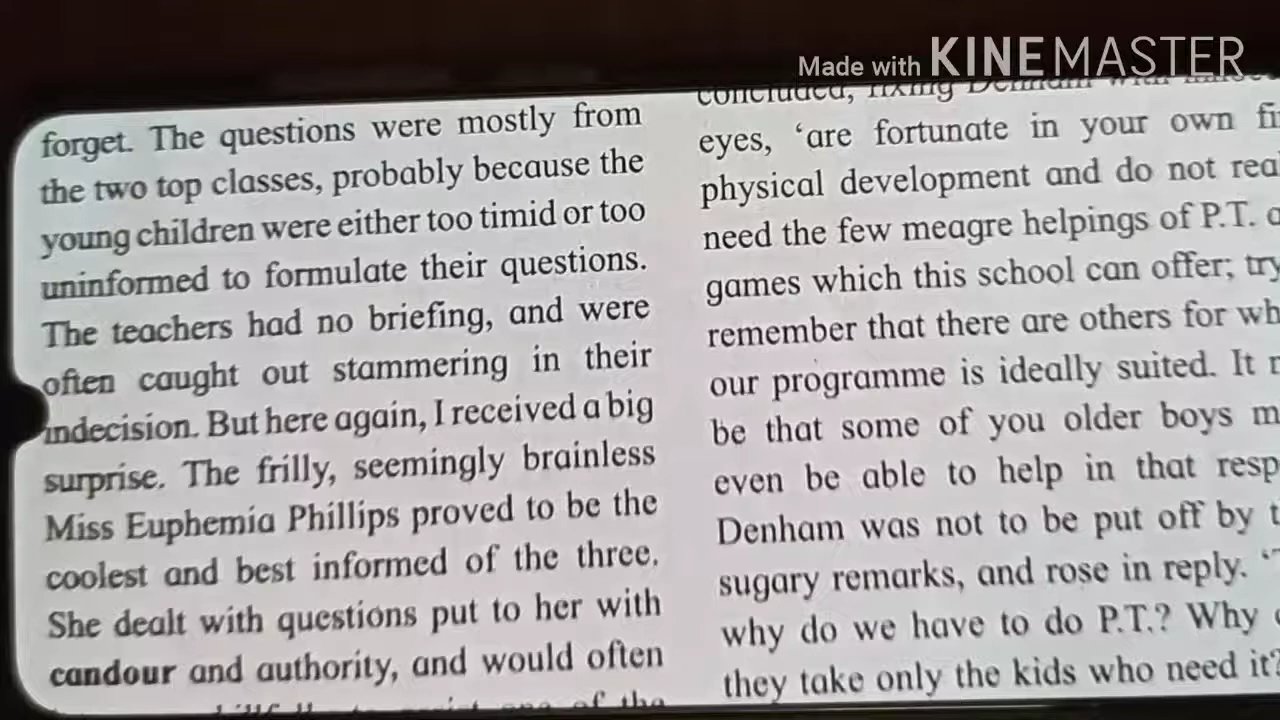 Made with KINEMASTER
forget. The questions were mostly from
the two top classes, probably because the
young children were either too timid or too
uninformed to formulate their questions.
The teachers had no briefing, and were
often caught out stammering in their
indecision. But here again, I received a big
surprise. The frilly, seemingly brainless
Miss Euphemia Phillips proved to be the
coolest and best informed of the three.
She dealt with questions put to her with
candour and authority, and would often
one of the
concluded, fixing Denham with
eyes, ‘are fortunate in your own
physical development and do not
need the few meagre helpings of P.T.
games which this school can offer; try
remember that there are others for
our programme is ideally suited. It
be that some of you older boys
even be able to help in that
Denham was not to be put off by
sugary remarks, and rose in reply.
why do we have to do P.T.? Why
they take only the kids who need it?